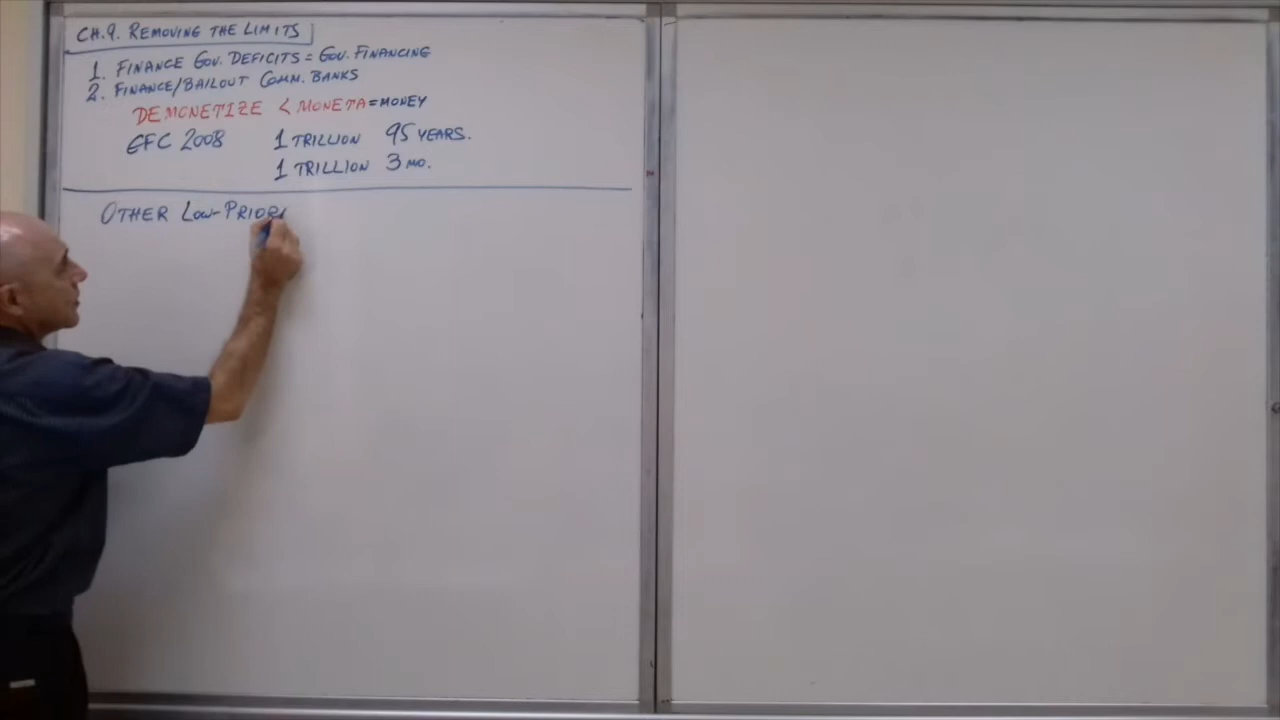 CH.9. REMOVING THE LIMITS
1. FINANCE GOV. DEFICITS = GOV. FINANCING
2. FINANCE/BAILOUT COMM. BANKS
DEMONETIZE < MONETA = MONEY
GFC 2008 1 TRILLION 95 YEARS.
1 TRILLION 3 MO.
OTHER LOW-PRIOR